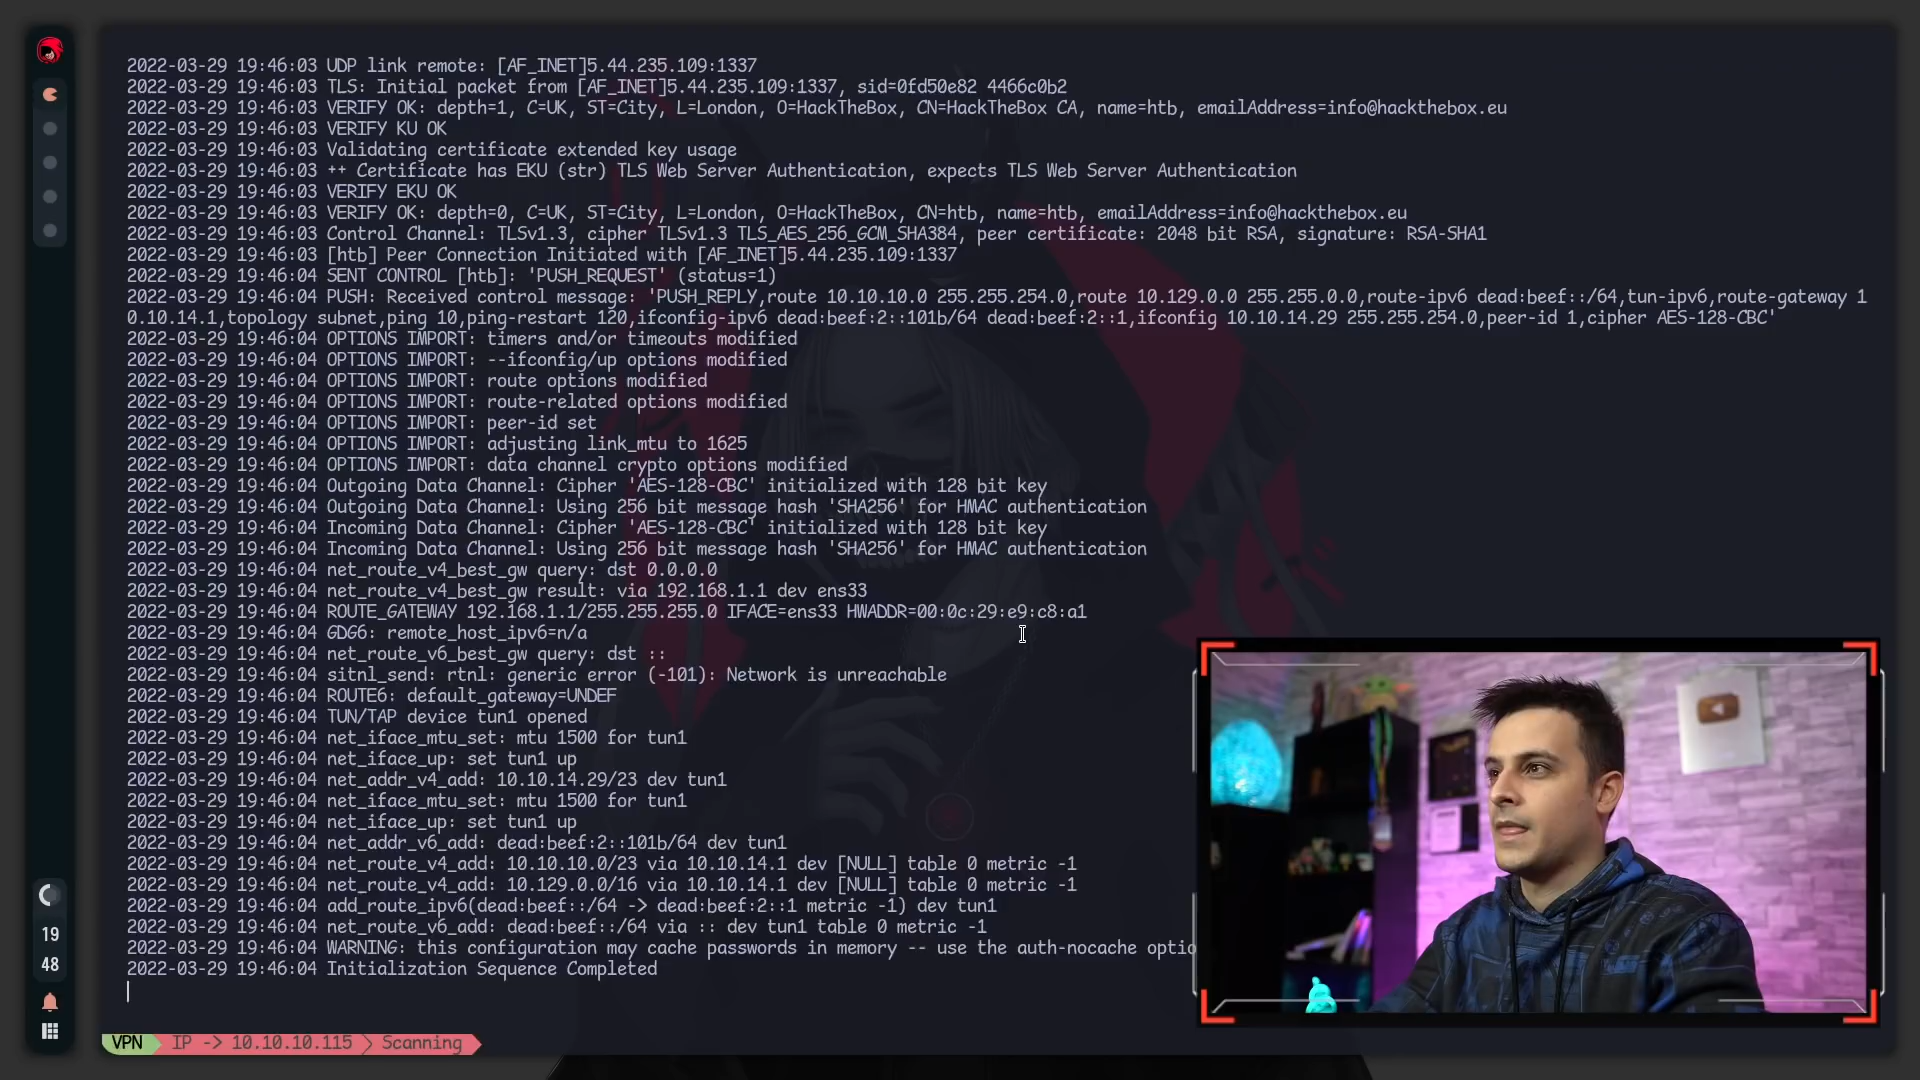 2022-03-29 19:46:03 UDP link remote: [AF_INET]5.44.235.109:1337
2022-03-29 19:46:03 TLS: Initial packet from [AF_INET]5.44.235.109:1337, sid=0fd50e82 4466c0b2
2022-03-29 19:46:03 VERIFY OK: depth=1, C=UK, ST=City, L=London, O=HackTheBox, CN=HackTheBox CA, name=htb, emailAddress=info@hackthebox.eu
2022-03-29 19:46:03 VERIFY KU OK
2022-03-29 19:46:03 Validating certificate extended key usage
2022-03-29 19:46:03 ++ Certificate has EKU (str) TLS Web Server Authentication, expects TLS Web Server Authentication
2022-03-29 19:46:03 VERIFY EKU OK
2022-03-29 19:46:03 VERIFY OK: depth=0, C=UK, ST=City, L=London, O=HackTheBox, CN=htb, name=htb, emailAddress=info@hackthebox.eu
2022-03-29 19:46:03 Control Channel: TLSv1.3, cipher TLSv1.3 TLS_AES_256_GCM_SHA384, peer certificate: 2048 bit RSA, signature: RSA-SHA1
2022-03-29 19:46:03 [htb] Peer Connection Initiated with [AF_INET]5.44.235.109:1337
2022-03-29 19:46:04 SENT CONTROL [htb]: 'PUSH_REQUEST' (status=1)
2022-03-29 19:46:04 PUSH: Received control message: 'PUSH_REPLY,route 10.10.10.0 255.255.254.0,route 10.129.0.0 255.255.0.0,route-ipv6 dead:beef::/64,tun-ipv6,route-gateway 1
0.10.14.1,topology subnet,ping 10,ping-restart 120,ifconfig-ipv6 dead:beef:2::101b/64 dead:beef:2::1,ifconfig 10.10.14.29 255.255.254.0,peer-id 1,cipher AES-128-CBC'
2022-03-29 19:46:04 OPTIONS IMPORT: timers and/or timeouts modified
2022-03-29 19:46:04 OPTIONS IMPORT: --ifconfig/up options modified
2022-03-29 19:46:04 OPTIONS IMPORT: route options modified
2022-03-29 19:46:04 OPTIONS IMPORT: route-related options modified
2022-03-29 19:46:04 OPTIONS IMPORT: peer-id set
2022-03-29 19:46:04 OPTIONS IMPORT: adjusting link_mtu to 1625
2022-03-29 19:46:04 OPTIONS IMPORT: data channel crypto options modified
2022-03-29 19:46:04 Outgoing Data Channel: Cipher 'AES-128-CBC' initialized with 128 bit key
2022-03-29 19:46:04 Outgoing Data Channel: Using 256 bit message hash 'SHA256' for HMAC authentication
2022-03-29 19:46:04 Incoming Data Channel: Cipher 'AES-128-CBC' initialized with 128 bit key
2022-03-29 19:46:04 Incoming Data Channel: Using 256 bit message hash 'SHA256' for HMAC authentication
2022-03-29 19:46:04 net_route_v4_best_gw query: dst 0.0.0.0
2022-03-29 19:46:04 net_route_v4_best_gw result: via 192.168.1.1 dev ens33
2022-03-29 19:46:04 ROUTE_GATEWAY 192.168.1.1/255.255.255.0 IFACE=ens33 HWADDR=00:0c:29:e9:c8:a1
2022-03-29 19:46:04 GDG6: remote_host_ipv6=n/a
2022-03-29 19:46:04 net_route_v6_best_gw query: dst ::
2022-03-29 19:46:04 sitnl_send: rtnl: generic error (-101): Network is unreachable
2022-03-29 19:46:04 ROUTE6: default_gateway=UNDEF
2022-03-29 19:46:04 TUN/TAP device tun1 opened
2022-03-29 19:46:04 net_iface_mtu_set: mtu 1500 for tun1
2022-03-29 19:46:04 net_iface_up: set tun1 up
2022-03-29 19:46:04 net_addr_v4_add: 10.10.14.29/23 dev tun1
2022-03-29 19:46:04 net_iface_mtu_set: mtu 1500 for tun1
2022-03-29 19:46:04 net_iface_up: set tun1 up
2022-03-29 19:46:04 net_addr_v6_add: dead:beef:2::101b/64 dev tun1
2022-03-29 19:46:04 net_route_v4_add: 10.10.10.0/23 via 10.10.14.1 dev [NULL] table 0 metric -1
2022-03-29 19:46:04 net_route_v4_add: 10.129.0.0/16 via 10.10.14.1 dev [NULL] table 0 metric -1
2022-03-29 19:46:04 add_route_ipv6(dead:beef::/64 -> dead:beef:2::1 metric -1) dev tun1
2022-03-29 19:46:04 net_route_v6_add: dead:beef::/64 via :: dev tun1 table 0 metric -1
2022-03-29 19:46:04 WARNING: this configuration may cache passwords in memory -- use the auth-nocache optio
2022-03-29 19:46:04 Initialization Sequence Completed
19
48
VPN IP -> 10.10.10.115 Scanning